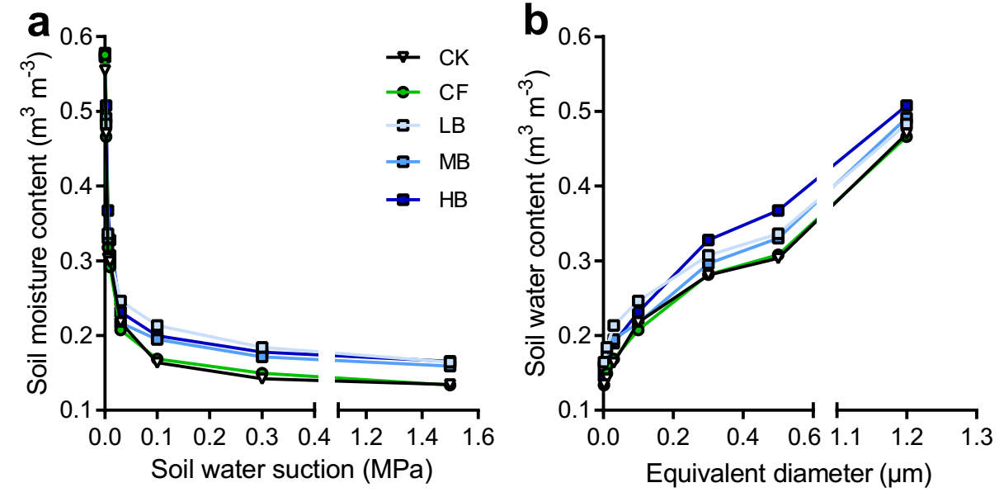 a
0.6
0.5
0.4
0.3
0.2
0.1
Soil moisture content (m³ m⁻³)
0.0 0.1 0.2 0.3 0.4 1.2 1.4 1.6
Soil water suction (MPa)
CK
CF
LB
MB
HB
b
0.6
0.5
0.4
0.3
0.2
0.1
Soil water content (m³ m⁻³)
0.0 0.2 0.4 0.6 1.1 1.2 1.3
Equivalent diameter (µm)